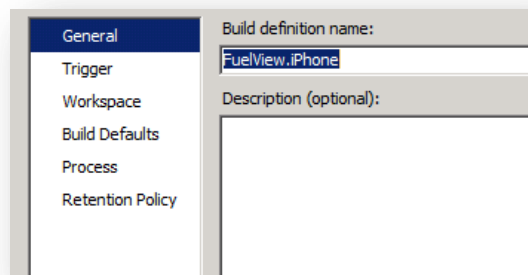 General
Trigger
Workspace
Build Defaults
Process
Retention Policy
Build definition name:
FuelView.iPhone
Description (optional):